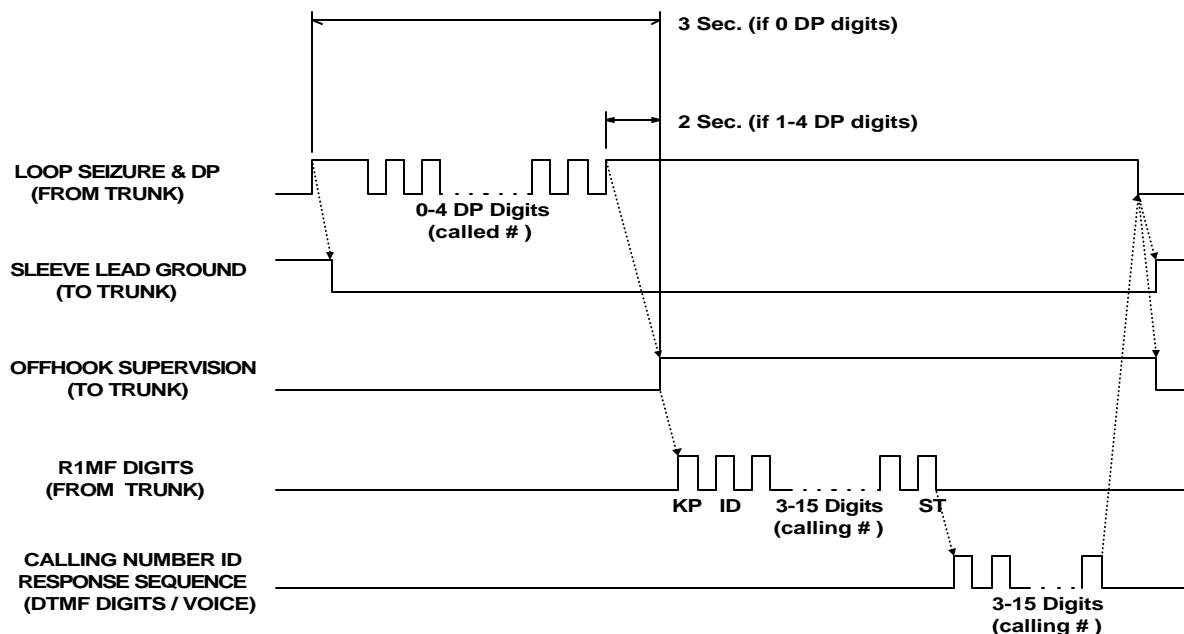 3 Sec. (if 0 DP digits)
2 Sec. (if 1-4 DP digits)
LOOP SEIZURE & DP
(FROM TRUNK)
0-4 DP Digits
(called # )
SLEEVE LEAD GROUND
(TO TRUNK)
OFFHOOK SUPERVISION
(TO TRUNK)
R1MF DIGITS
(FROM TRUNK)
KP ID 3-15 Digits ST
(calling # )
CALLING NUMBER ID
RESPONSE SEQUENCE
(DTMF DIGITS / VOICE)
3-15 Digits
(calling # )